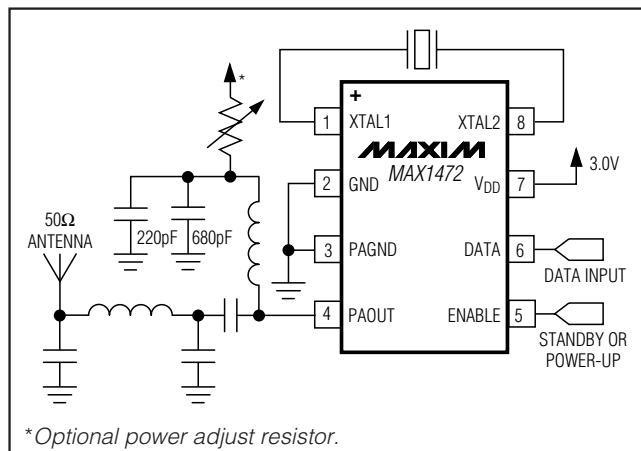 *
+
1 XTAL1
XTAL2 8
MAXIM
MAX1472
2 GND
VDD 7
3.0V
50Ω
ANTENNA
220pF
680pF
3 PAGND
DATA 6
DATA INPUT
4 PAOUT
ENABLE 5
STANDBY OR
POWER-UP
*Optional power adjust resistor.